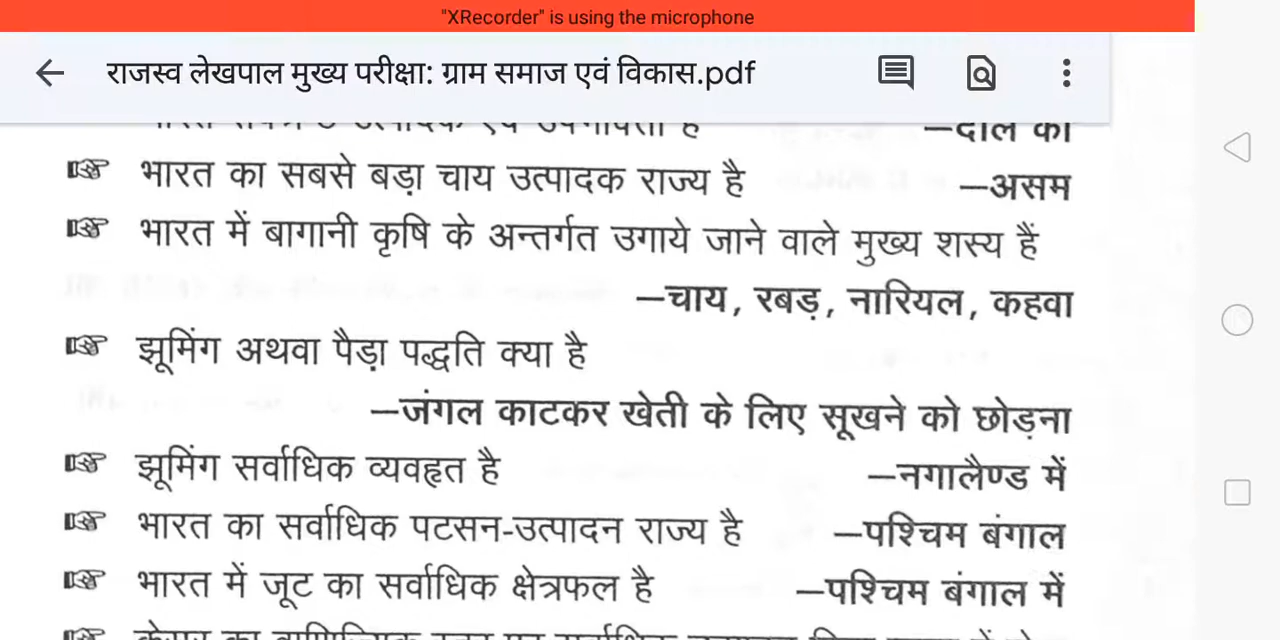 "XRecorder" is using the microphone
राजस्व लेखपाल मुख्य परीक्षा: ग्राम समाज एवं विकास.pdf
—दाल का
भारत का सबसे बड़ा चाय उत्पादक राज्य है —असम
भारत में बागानी कृषि के अन्तर्गत उगाये जाने वाले मुख्य शस्य हैं
—चाय, रबड़, नारियल, कहवा
झूमिंग अथवा पैड़ा पद्धति क्या है
—जंगल काटकर खेती के लिए सूखने को छोड़ना
झूमिंग सर्वाधिक व्यवहृत है —नगालैण्ड में
भारत का सर्वाधिक पटसन-उत्पादन राज्य है —पश्चिम बंगाल
भारत में जूट का सर्वाधिक क्षेत्रफल है —पश्चिम बंगाल में